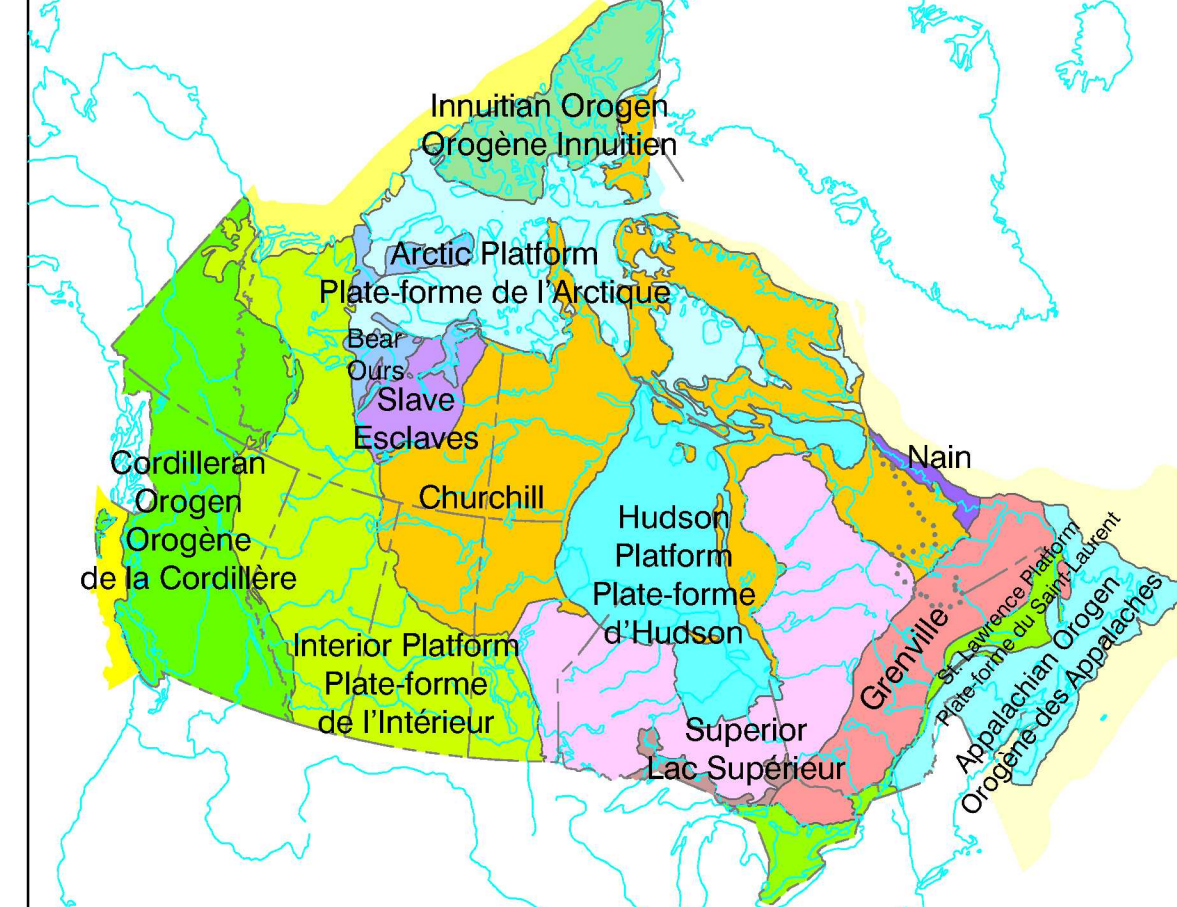 Innuitian Orogen
Orogène Innuitien
Arctic Platform
Plate-forme de l'Arctique
Bear
Ours
Slave
Esclaves
Cordilleran
Orogen
Orogène
de la Cordillère
Churchill
Nain
Hudson
Platform
Plate-forme
d'Hudson
Interior Platform
Plate-forme
de l'Intérieur
Superior
Lac Supérieur
Grenville
St. Lawrence Platform
Plate-forme du Saint-Laurent
Appalachian Orogen
Orogène des Appalaches